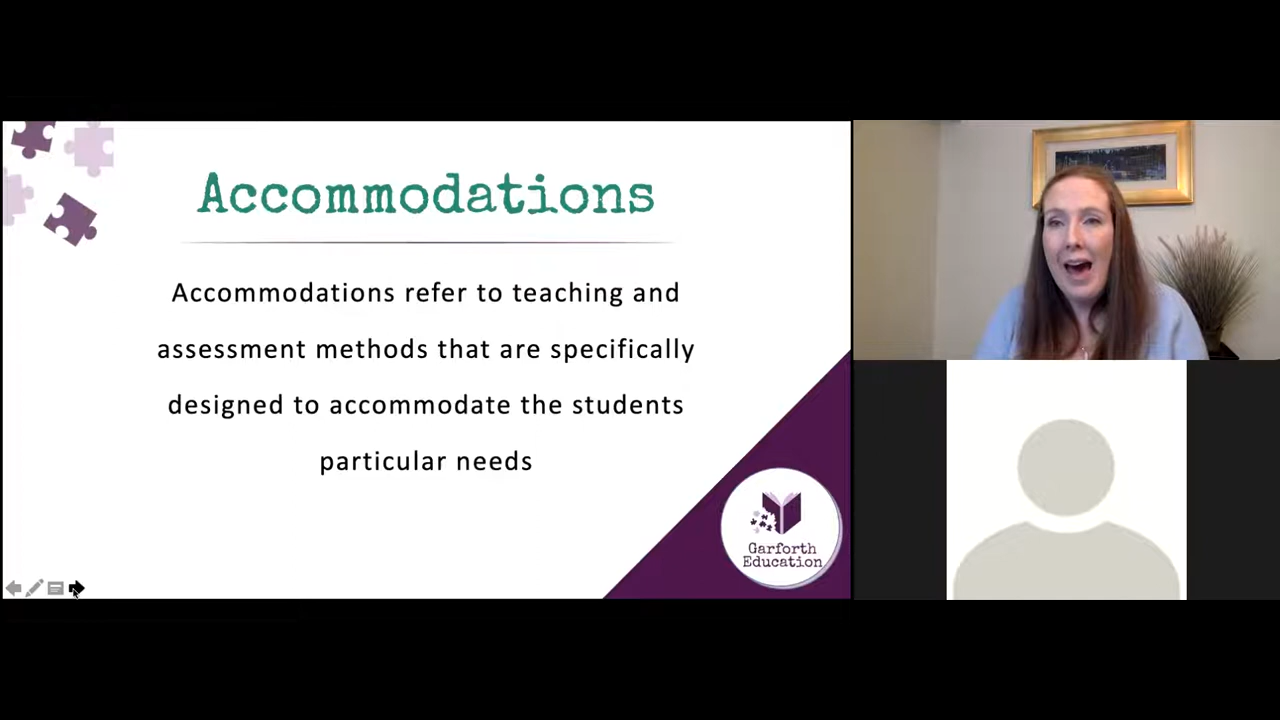 Accommodations
Accommodations refer to teaching and
assessment methods that are specifically
designed to accommodate the students
particular needs
Garforth
Education